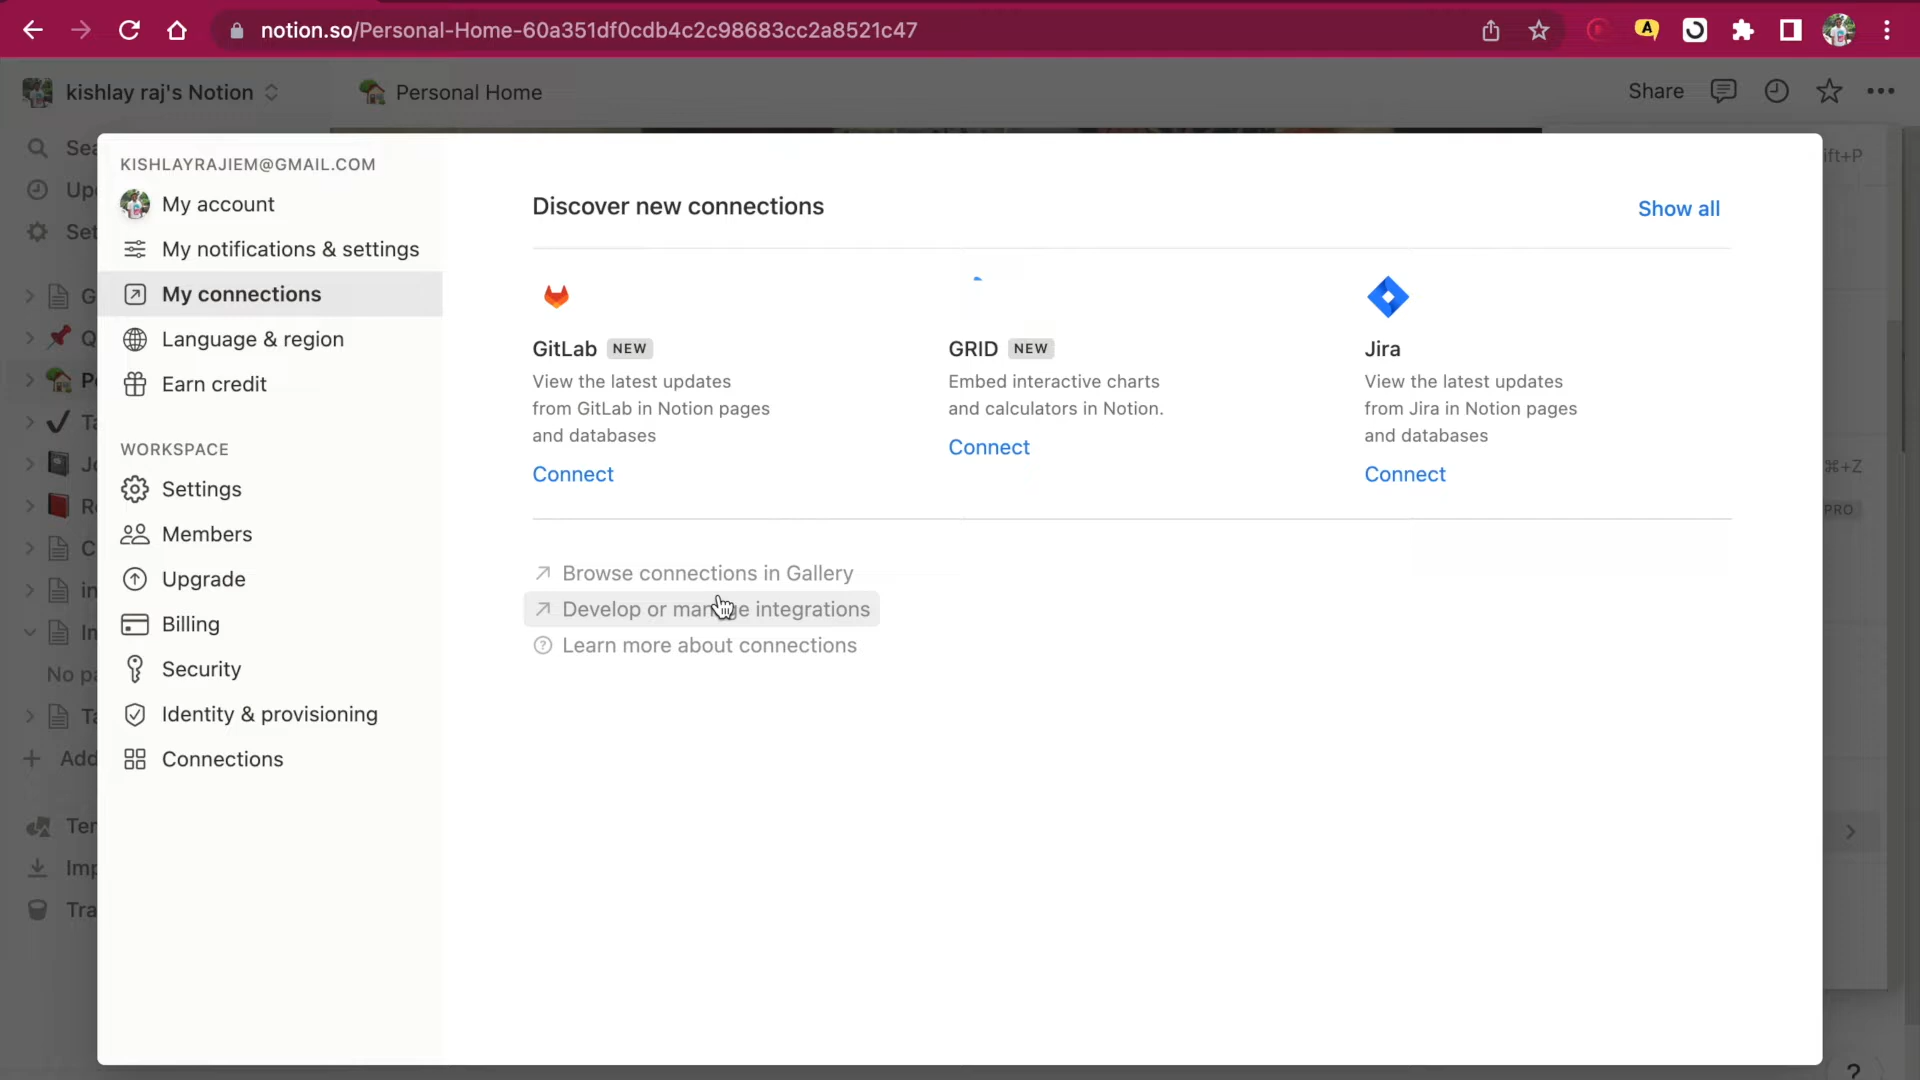 notion.so/Personal-Home-60a351df0cdb4c2c98683cc2a8521c47
A
kishlay raj's Notion
Personal Home
Share
KISHLAYRAJIEM@GMAIL.COM
My account
My notifications & settings
My connections
Language & region
Earn credit
WORKSPACE
Settings
Members
Upgrade
Billing
Security
Identity & provisioning
Connections
Discover new connections
Show all
GitLab NEW
View the latest updates
from GitLab in Notion pages
and databases
Connect
GRID NEW
Embed interactive charts
and calculators in Notion.
Connect
Jira
View the latest updates
from Jira in Notion pages
and databases
Connect
Browse connections in Gallery
Develop or manage integrations
Learn more about connections
No pa
Add
⌘+Z
PRO
?